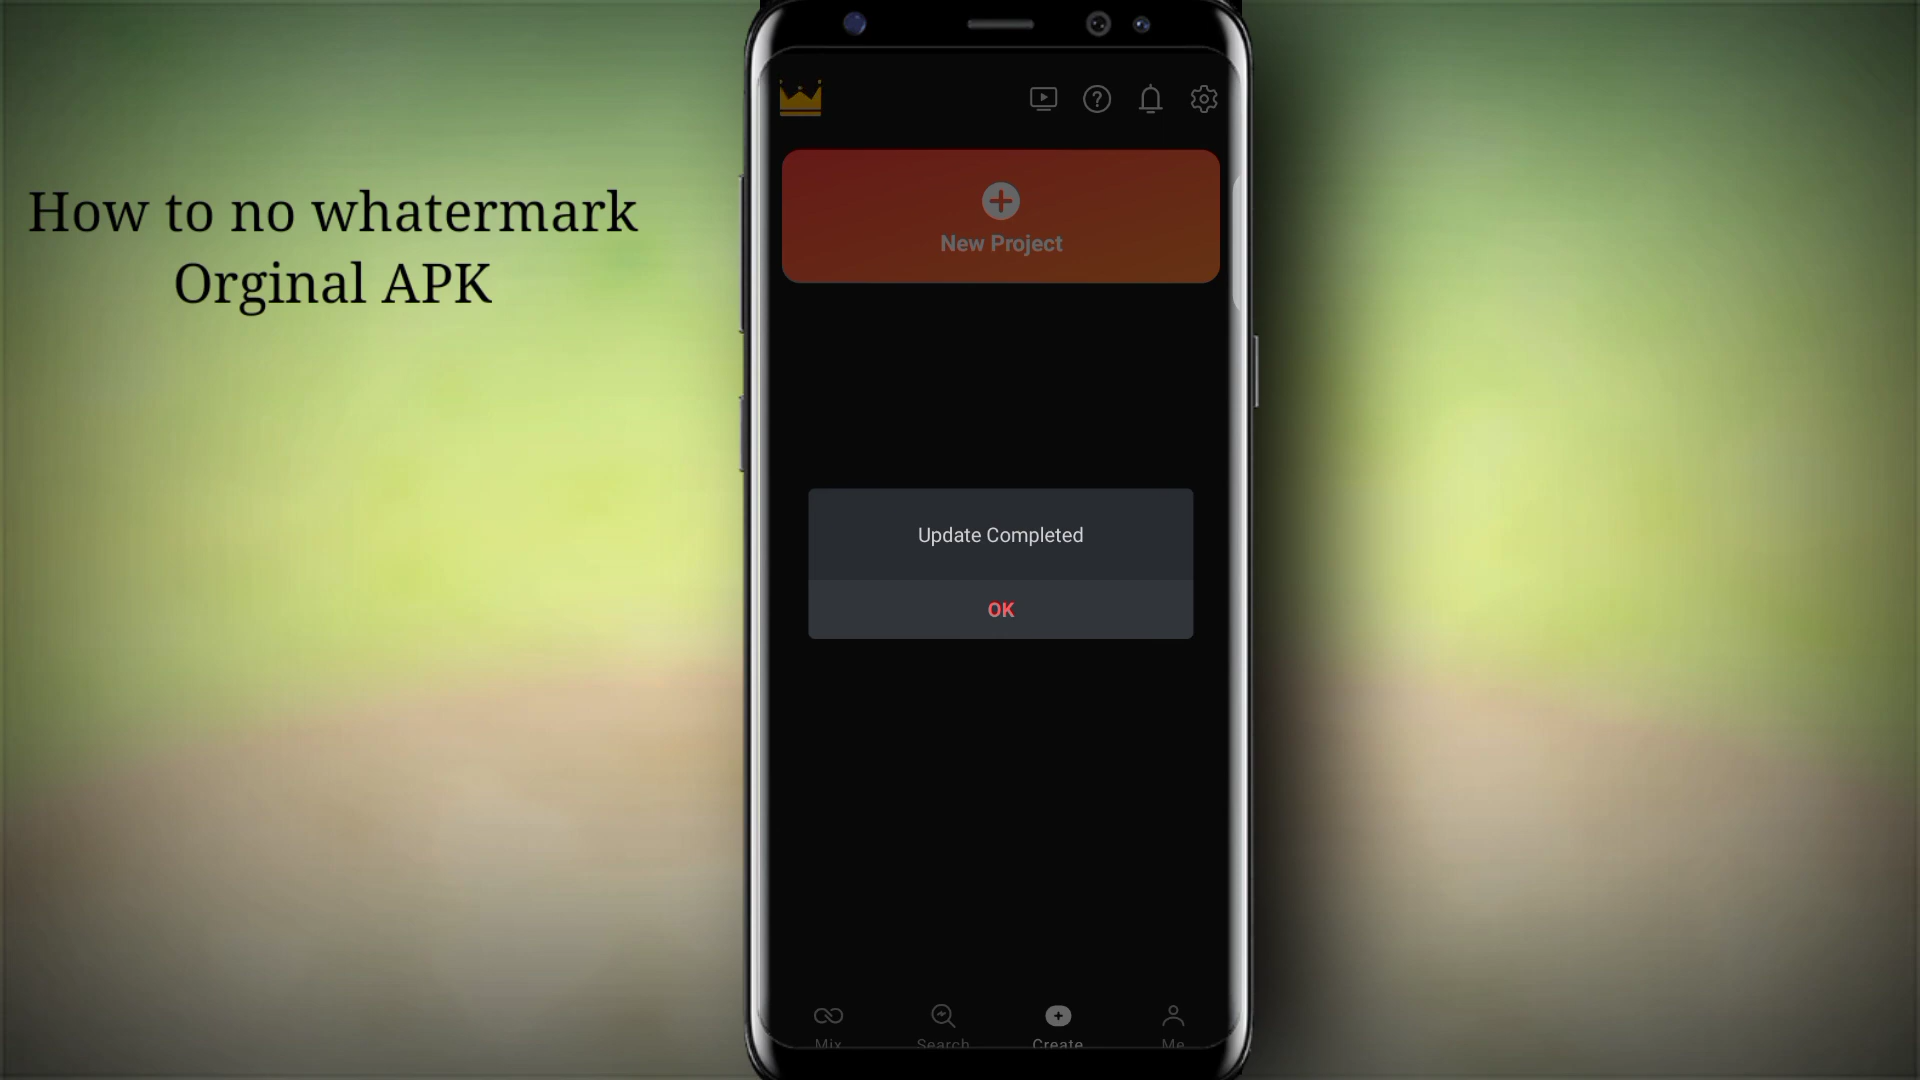 How to no whatermark
Orginal APK
New Project
Update Completed
OK
Mix
Search
Create
Me